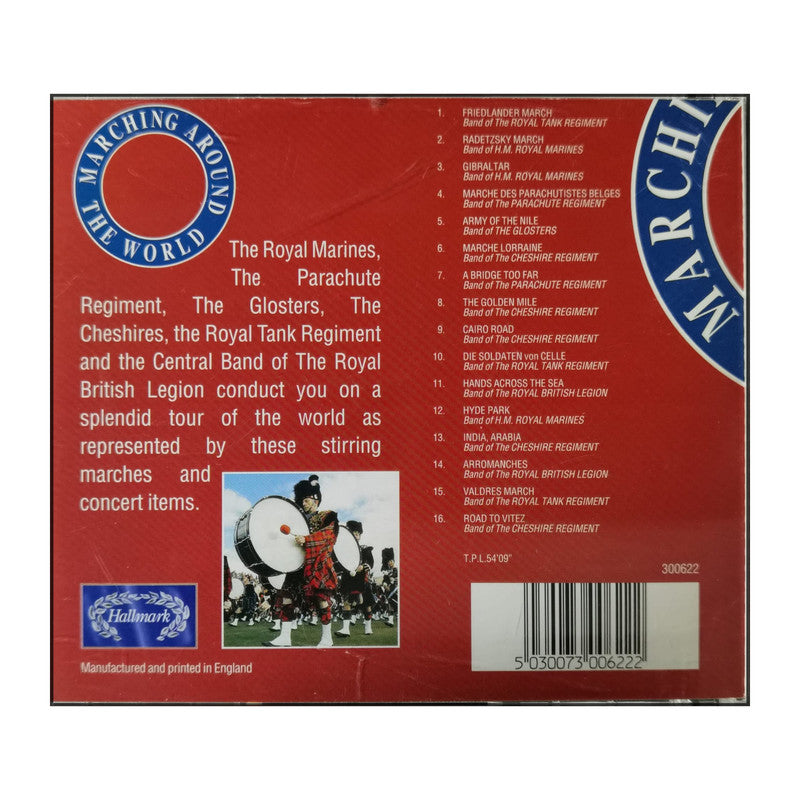 MARCHING AROUND
THE WORLD
The Royal Marines,
The Parachute
Regiment, The Glosters, The
Cheshires, the Royal Tank Regiment
and the Central Band of The Royal
British Legion conduct you on a
splendid tour of the world as
represented by these stirring
marches and
concert items.
Hallmark
Manufactured and printed in England
1. FRIEDLANDER MARCH
Band of The ROYAL TANK REGIMENT
2. RADETZSKY MARCH
Band of H.M. ROYAL MARINES
3. GIBRALTAR
Band of H.M. ROYAL MARINES
4. MARCHE DES PARACHUTISTES BELGES
Band of The PARACHUTE REGIMENT
5. ARMY OF THE NILE
Band of THE GLOSTERS
6. MARCHE LORRAINE
Band of The CHESHIRE REGIMENT
7. A BRIDGE TOO FAR
Band of The PARACHUTE REGIMENT
8. THE GOLDEN MILE
Band of The CHESHIRE REGIMENT
9. CAIRO ROAD
Band of The CHESHIRE REGIMENT
10. DIE SOLDATEN von CELLE
Band of The ROYAL TANK REGIMENT
11. HANDS ACROSS THE SEA
Band of The ROYAL BRITISH LEGION
12. HYDE PARK
Band of H.M. ROYAL MARINES
13. INDIA, ARABIA
Band of The CHESHIRE REGIMENT
14. ARROMANCHES
Band of The ROYAL BRITISH LEGION
15. VALDRES MARCH
Band of The ROYAL TANK REGIMENT
16. ROAD TO VITEZ
Band of The CHESHIRE REGIMENT
T.P.L.54'09"
300622
5 030073 006222
MARCHI